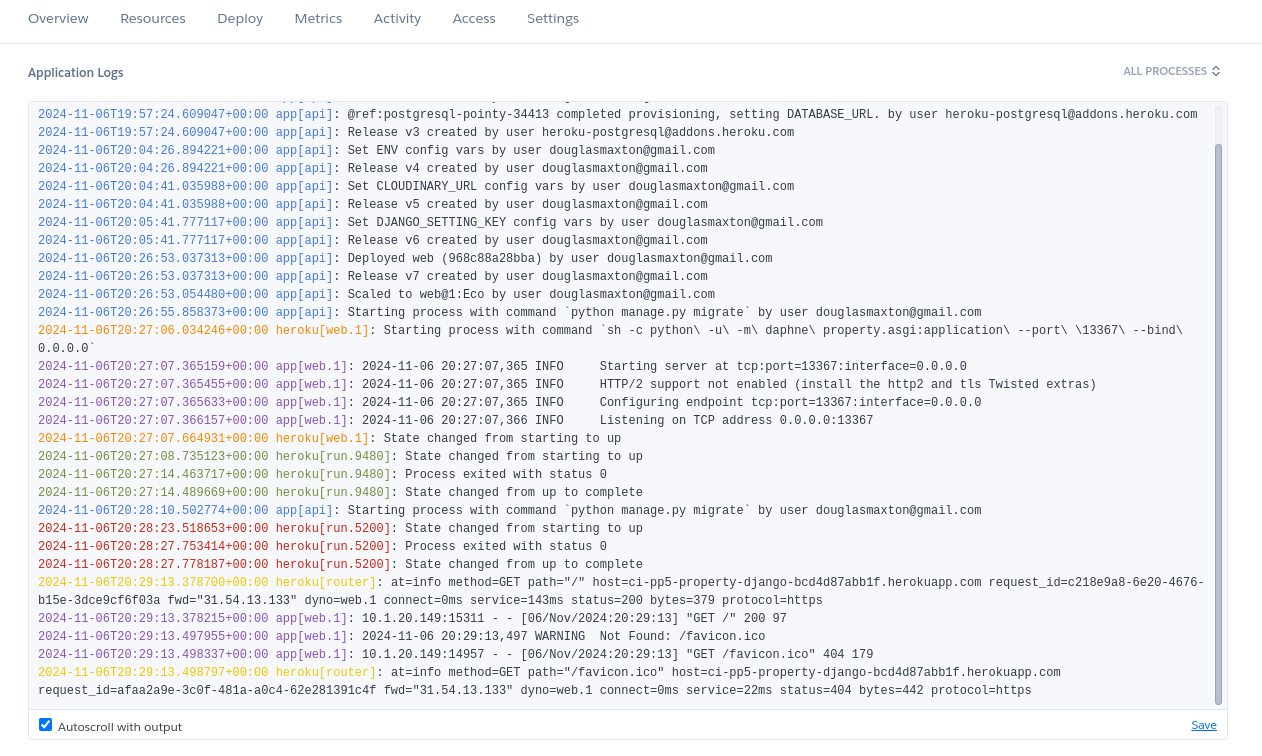 Overview Resources Deploy Metrics Activity Access Settings
Application Logs
ALL PROCESSES
2024-11-06T19:57:24.609047+00:00 app[api]: @ref:postgresql-pointy-34413 completed provisioning, setting DATABASE_URL. by user heroku-postgresql@addons.heroku.com
2024-11-06T19:57:24.609047+00:00 app[api]: Release v3 created by user heroku-postgresql@addons.heroku.com
2024-11-06T20:04:26.894221+00:00 app[api]: Set ENV config vars by user douglasmaxton@gmail.com
2024-11-06T20:04:26.894221+00:00 app[api]: Release v4 created by user douglasmaxton@gmail.com
2024-11-06T20:04:41.035988+00:00 app[api]: Set CLOUDINARY_URL config vars by user douglasmaxton@gmail.com
2024-11-06T20:04:41.035988+00:00 app[api]: Release v5 created by user douglasmaxton@gmail.com
2024-11-06T20:05:41.777117+00:00 app[api]: Set DJANGO_SETTING_KEY config vars by user douglasmaxton@gmail.com
2024-11-06T20:05:41.777117+00:00 app[api]: Release v6 created by user douglasmaxton@gmail.com
2024-11-06T20:26:53.037313+00:00 app[api]: Deployed web (968c88a28bba) by user douglasmaxton@gmail.com
2024-11-06T20:26:53.037313+00:00 app[api]: Release v7 created by user douglasmaxton@gmail.com
2024-11-06T20:26:53.054480+00:00 app[api]: Scaled to web@1:Eco by user douglasmaxton@gmail.com
2024-11-06T20:26:55.858373+00:00 app[api]: Starting process with command `python manage.py migrate` by user douglasmaxton@gmail.com
2024-11-06T20:27:06.034246+00:00 heroku[web.1]: Starting process with command `sh -c python\ -u\ -m\ daphne\ property.asgi:application\ --port\ \13367\ --bind\
0.0.0.0`
2024-11-06T20:27:07.365159+00:00 app[web.1]: 2024-11-06 20:27:07,365 INFO     Starting server at tcp:port=13367:interface=0.0.0.0
2024-11-06T20:27:07.365455+00:00 app[web.1]: 2024-11-06 20:27:07,365 INFO     HTTP/2 support not enabled (install the http2 and tls Twisted extras)
2024-11-06T20:27:07.365633+00:00 app[web.1]: 2024-11-06 20:27:07,365 INFO     Configuring endpoint tcp:port=13367:interface=0.0.0.0
2024-11-06T20:27:07.366157+00:00 app[web.1]: 2024-11-06 20:27:07,366 INFO     Listening on TCP address 0.0.0.0:13367
2024-11-06T20:27:07.664931+00:00 heroku[web.1]: State changed from starting to up
2024-11-06T20:27:08.735123+00:00 heroku[run.9480]: State changed from starting to up
2024-11-06T20:27:14.463717+00:00 heroku[run.9480]: Process exited with status 0
2024-11-06T20:27:14.489669+00:00 heroku[run.9480]: State changed from up to complete
2024-11-06T20:28:10.502774+00:00 app[api]: Starting process with command `python manage.py migrate` by user douglasmaxton@gmail.com
2024-11-06T20:28:23.518653+00:00 heroku[run.5200]: State changed from starting to up
2024-11-06T20:28:27.753414+00:00 heroku[run.5200]: Process exited with status 0
2024-11-06T20:28:27.778187+00:00 heroku[run.5200]: State changed from up to complete
2024-11-06T20:29:13.378700+00:00 heroku[router]: at=info method=GET path="/" host=ci-pp5-property-django-bcd4d87abb1f.herokuapp.com request_id=c218e9a8-6e20-4676-
b15e-3dce9cf6f03a fwd="31.54.13.133" dyno=web.1 connect=0ms service=143ms status=200 bytes=379 protocol=https
2024-11-06T20:29:13.378215+00:00 app[web.1]: 10.1.20.149:15311 - - [06/Nov/2024:20:29:13] "GET /" 200 97
2024-11-06T20:29:13.497955+00:00 app[web.1]: 2024-11-06 20:29:13,497 WARNING  Not Found: /favicon.ico
2024-11-06T20:29:13.498337+00:00 app[web.1]: 10.1.20.149:14957 - - [06/Nov/2024:20:29:13] "GET /favicon.ico" 404 179
2024-11-06T20:29:13.498797+00:00 heroku[router]: at=info method=GET path="/favicon.ico" host=ci-pp5-property-django-bcd4d87abb1f.herokuapp.com
request_id=afaa2a9e-3c0f-481a-a0c4-62e281391c4f fwd="31.54.13.133" dyno=web.1 connect=0ms service=22ms status=404 bytes=442 protocol=https
Autoscroll with output
Save